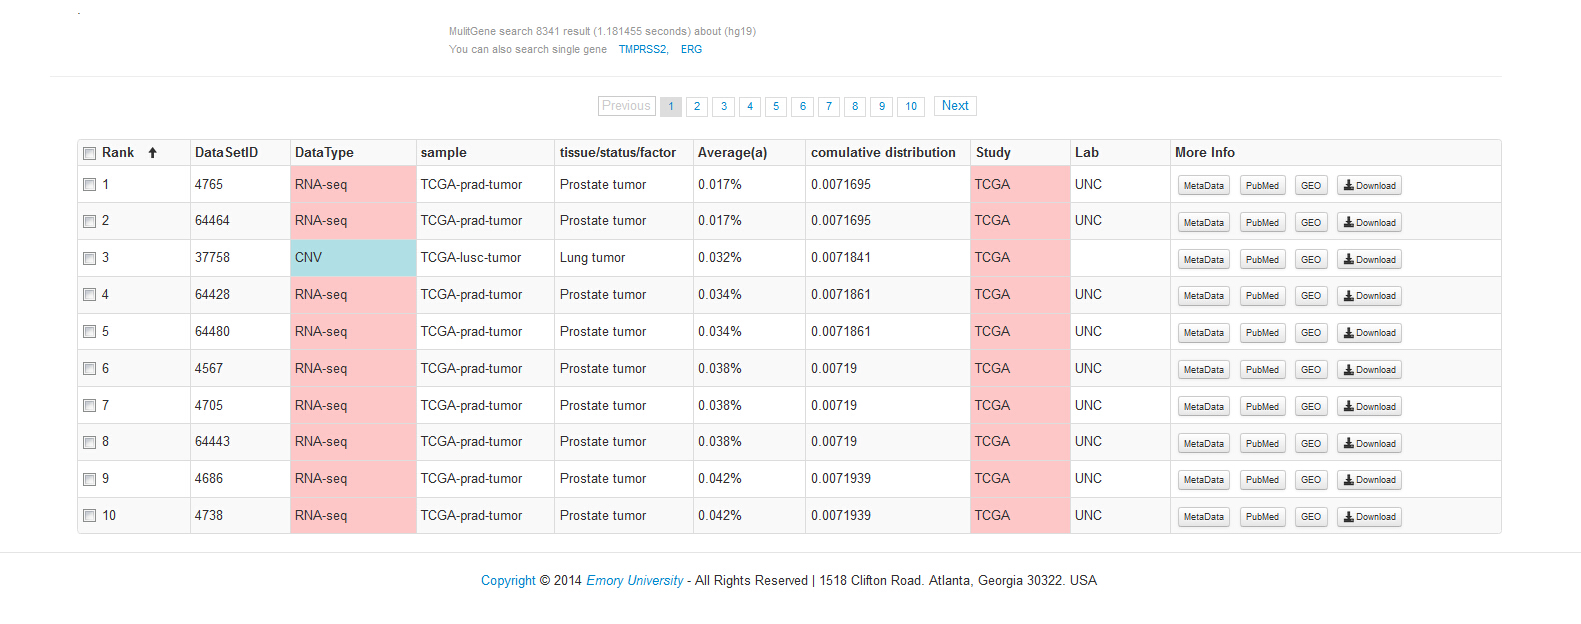 MulitGene search 8341 result (1.181455 seconds) about (hg19)
You can also search single gene TMPRSS2, ERG
Previous 1 2 3 4 5 6 7 8 9 10 Next
Rank DataSetID DataType sample tissue/status/factor Average(a) comulative distribution Study Lab More Info
1 4765 RNA-seq TCGA-prad-tumor Prostate tumor 0.017% 0.0071695 TCGA UNC MetaData PubMed GEO Download
2 64464 RNA-seq TCGA-prad-tumor Prostate tumor 0.017% 0.0071695 TCGA UNC MetaData PubMed GEO Download
3 37758 CNV TCGA-lusc-tumor Lung tumor 0.032% 0.0071841 TCGA MetaData PubMed GEO Download
4 64428 RNA-seq TCGA-prad-tumor Prostate tumor 0.034% 0.0071861 TCGA UNC MetaData PubMed GEO Download
5 64480 RNA-seq TCGA-prad-tumor Prostate tumor 0.034% 0.0071861 TCGA UNC MetaData PubMed GEO Download
6 4567 RNA-seq TCGA-prad-tumor Prostate tumor 0.038% 0.00719 TCGA UNC MetaData PubMed GEO Download
7 4705 RNA-seq TCGA-prad-tumor Prostate tumor 0.038% 0.00719 TCGA UNC MetaData PubMed GEO Download
8 64443 RNA-seq TCGA-prad-tumor Prostate tumor 0.038% 0.00719 TCGA UNC MetaData PubMed GEO Download
9 4686 RNA-seq TCGA-prad-tumor Prostate tumor 0.042% 0.0071939 TCGA UNC MetaData PubMed GEO Download
10 4738 RNA-seq TCGA-prad-tumor Prostate tumor 0.042% 0.0071939 TCGA UNC MetaData PubMed GEO Download
Copyright © 2014 Emory University - All Rights Reserved | 1518 Clifton Road. Atlanta, Georgia 30322. USA